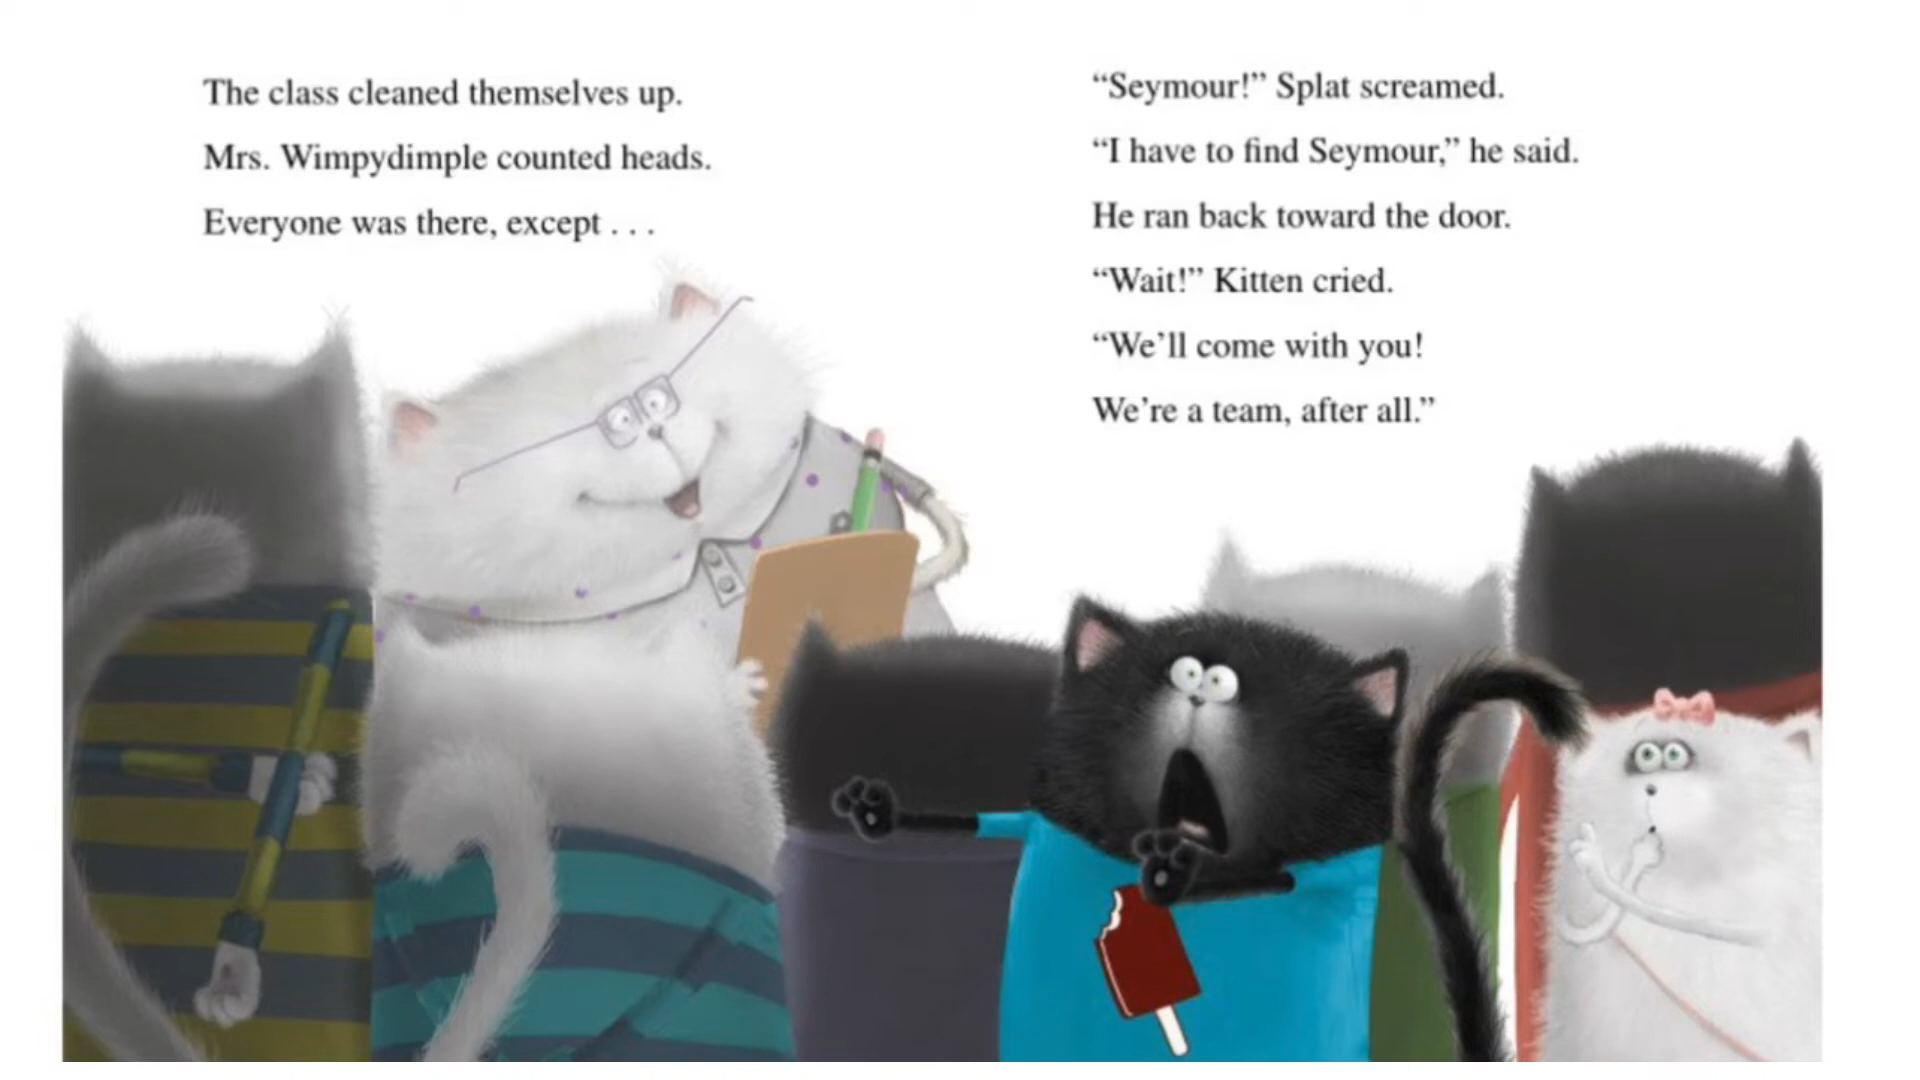 The class cleaned themselves up.
Mrs. Wimpydimple counted heads.
Everyone was there, except . . .
“Seymour!” Splat screamed.
“I have to find Seymour,” he said.
He ran back toward the door.
“Wait!” Kitten cried.
“We’ll come with you!
We’re a team, after all.”